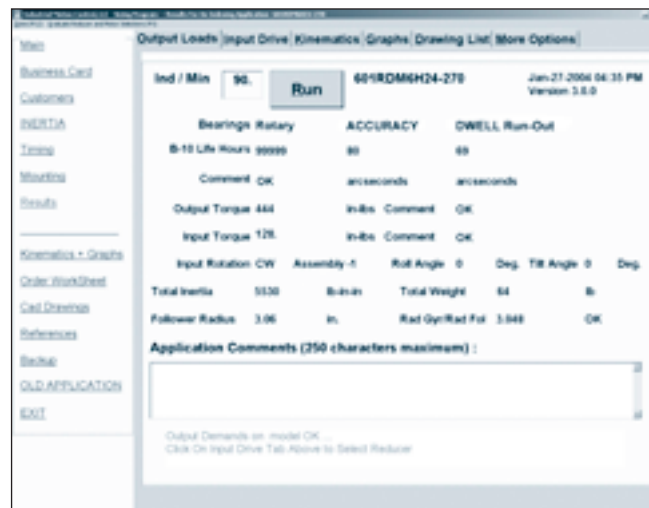 Output Loads Input Drive Kinematics Graphs Drawing List More Options
Main
Business Card
Customers
INERTIA
Timing
Mounting
Results
Kinematics + Graphs
Order WorkSheet
Cad Drawings
References
Backup
OLD APPLICATION
EXIT
Ind / Min 90. Run 601RDM6H24-270 Jan-27-2004 04:35 PM
Version 3.0.0
Bearings Rotary ACCURACY DWELL Run-Out
B-10 Life Hours 99999
Comment OK arcseconds arcseconds
Output Torque 444 in-lbs Comment OK
Input Torque 128. in-lbs Comment OK
Input Rotation CW Assembly -1 Roll Angle 0 Deg. Tilt Angle 0 Deg.
Total Inertia 5530 lb-in-in Total Weight 64 lb
Follower Radius 3.06 in. Rad Gyr/Rad Fol 3.048 OK
Application Comments (250 characters maximum) :
Output Demands on model OK ...
Click On Input Drive Tab Above to Select Reducer